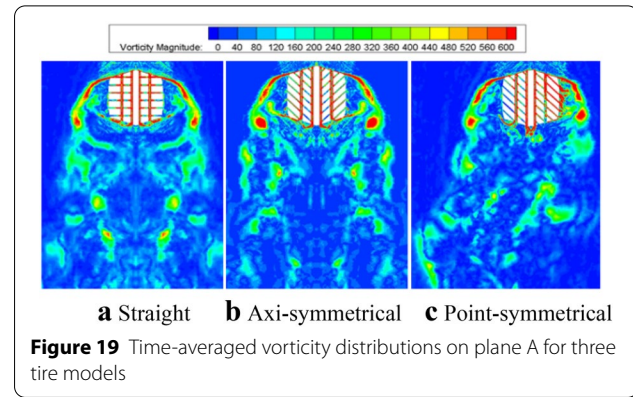 Vorticity Magnitude: 0 40 80 120 160 200 240 280 320 360 400 440 480 520 560 600
a Straight b Axi-symmetrical c Point-symmetrical
Figure 19 Time-averaged vorticity distributions on plane A for three
tire models